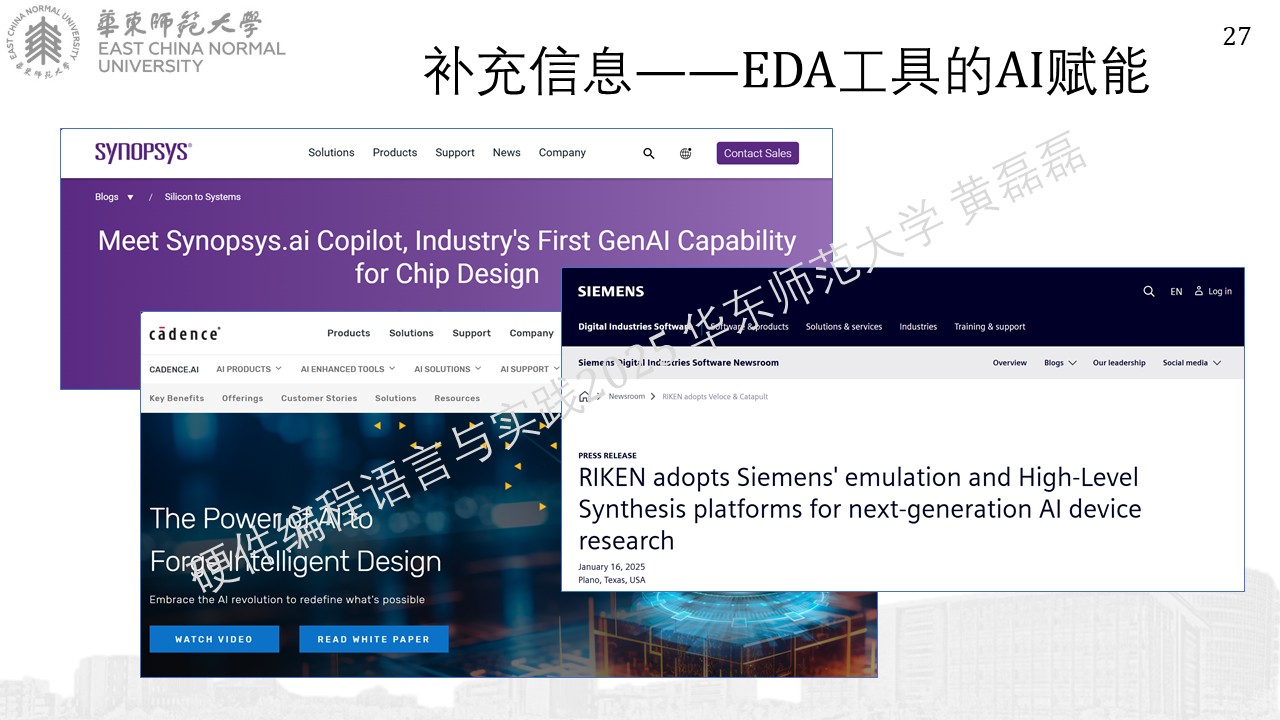 EAST CHINA NORMAL UNIVERSITY
華東師範大學
華東師範大學
EAST CHINA NORMAL
UNIVERSITY
补充信息——EDA工具的AI赋能
27
SYNOPSYS®
Solutions Products Support News Company Contact Sales
Blogs ▼ / Silicon to Systems
Meet Synopsys.ai Copilot, Industry's First GenAI Capability
for Chip Design
cādence®
Products Solutions Support Company
CADENCE.AI AI PRODUCTS AI ENHANCED TOOLS AI SOLUTIONS AI SUPPORT
Key Benefits Offerings Customer Stories Solutions Resources
The Power of AI to
Forge Intelligent Design
Embrace the AI revolution to redefine what's possible
WATCH VIDEO READ WHITE PAPER
SIEMENS
EN Log in
Digital Industries Software Software & products Solutions & services Industries Training & support
Siemens Digital Industries Software Newsroom Overview Blogs Our leadership Social media
Newsroom RIKEN adopts Veloce & Catapult
PRESS RELEASE
RIKEN adopts Siemens' emulation and High-Level
Synthesis platforms for next-generation AI device
research
January 16, 2025
Plano, Texas, USA
硬件编程语言与实践2025 华东师范大学 黄磊磊